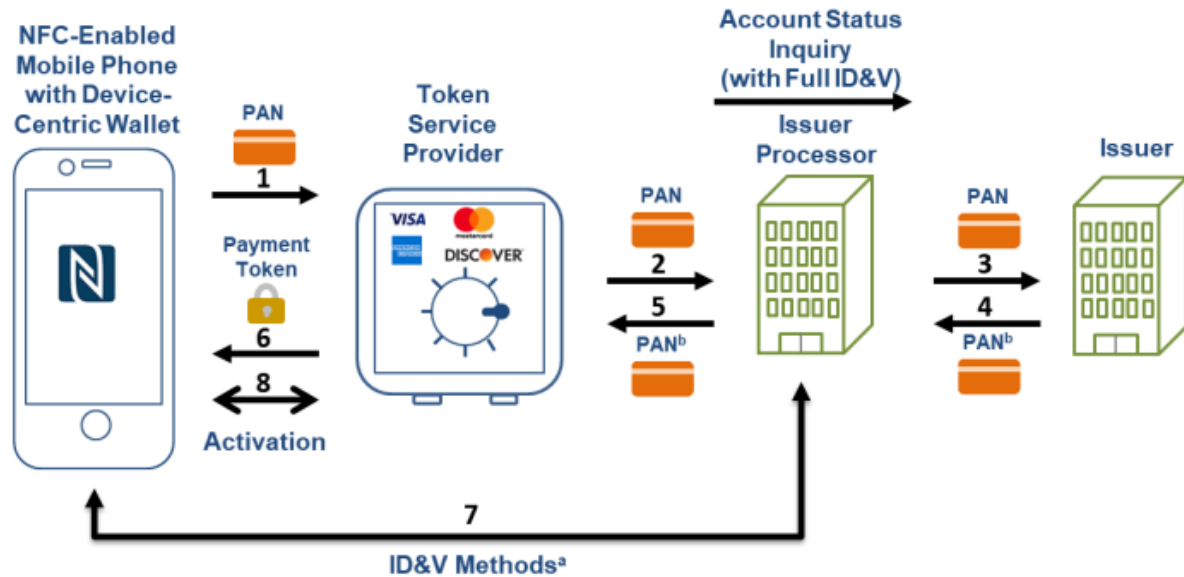 NFC-Enabled
Mobile Phone
with Device-
Centric Wallet
PAN
1
Payment
Token
6
8
Activation
Token
Service
Provider
VISA
mastercard
AMERICAN
EXPRESS
DISCOVER
PAN
2
5
PANᵇ
Account Status
Inquiry
(with Full ID&V)
Issuer
Processor
PAN
3
4
PANᵇ
Issuer
7
ID&V Methodsᵃ